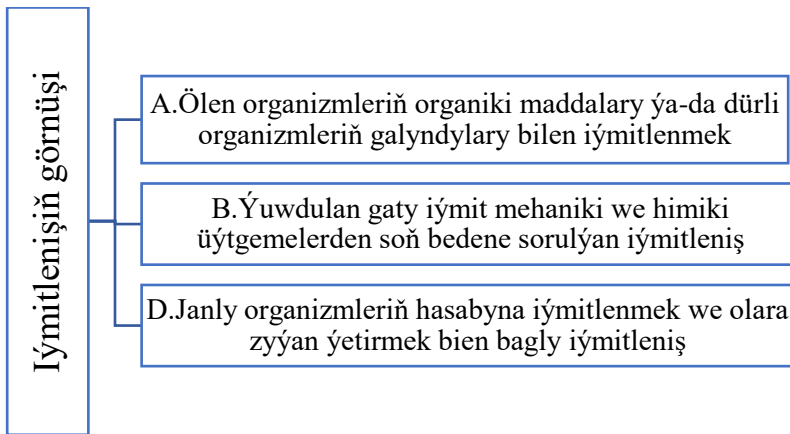 Iýmitlenişiň görnüşi
A.Ölen organizmleriň organiki maddalary ýa-da dürli
organizmleriň galyndylary bilen iýmitlenmek
B.Ýuwdulan gaty iýmit mehaniki we himiki
üýtgemelerden soň bedene sorulýan iýmitleniş
D.Janly organizmleriň hasabyna iýmitlenmek we olara
zyýan ýetirmek bien bagly iýmitleniş